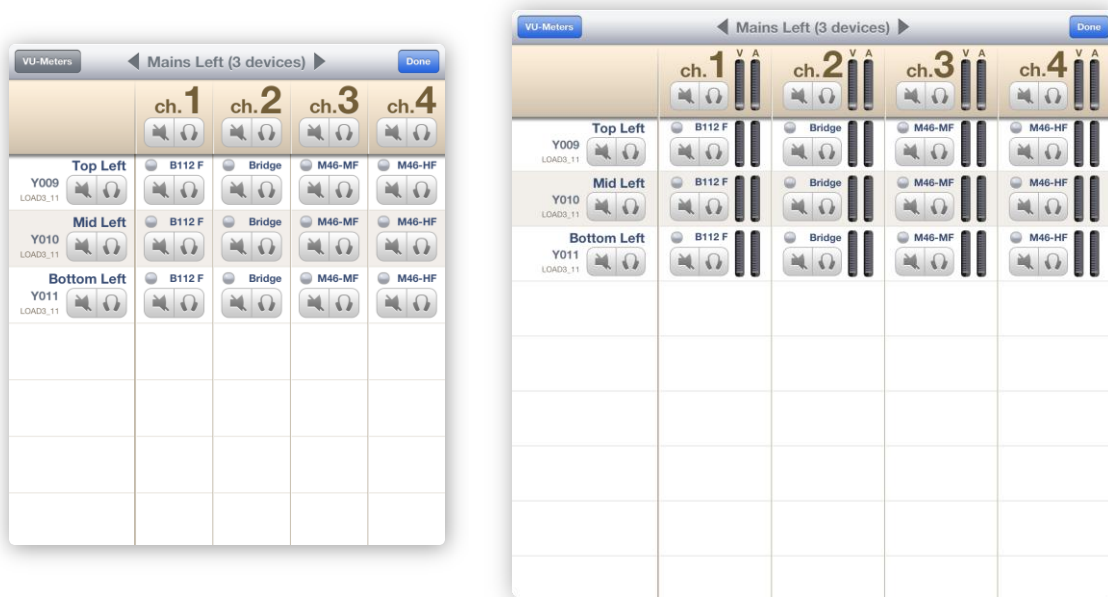 VU-Meters Mains Left (3 devices) Done
ch.1 ch.2 ch.3 ch.4
Top Left B112 F Bridge M46-MF M46-HF
Y009
LOAD3_11
Mid Left B112 F Bridge M46-MF M46-HF
Y010
LOAD3_11
Bottom Left B112 F Bridge M46-MF M46-HF
Y011
LOAD3_11
VU-Meters Mains Left (3 devices) Done
V A V A V A V A
ch.1 ch.2 ch.3 ch.4
Top Left B112 F Bridge M46-MF M46-HF
Y009
LOAD3_11
Mid Left B112 F Bridge M46-MF M46-HF
Y010
LOAD3_11
Bottom Left B112 F Bridge M46-MF M46-HF
Y011
LOAD3_11